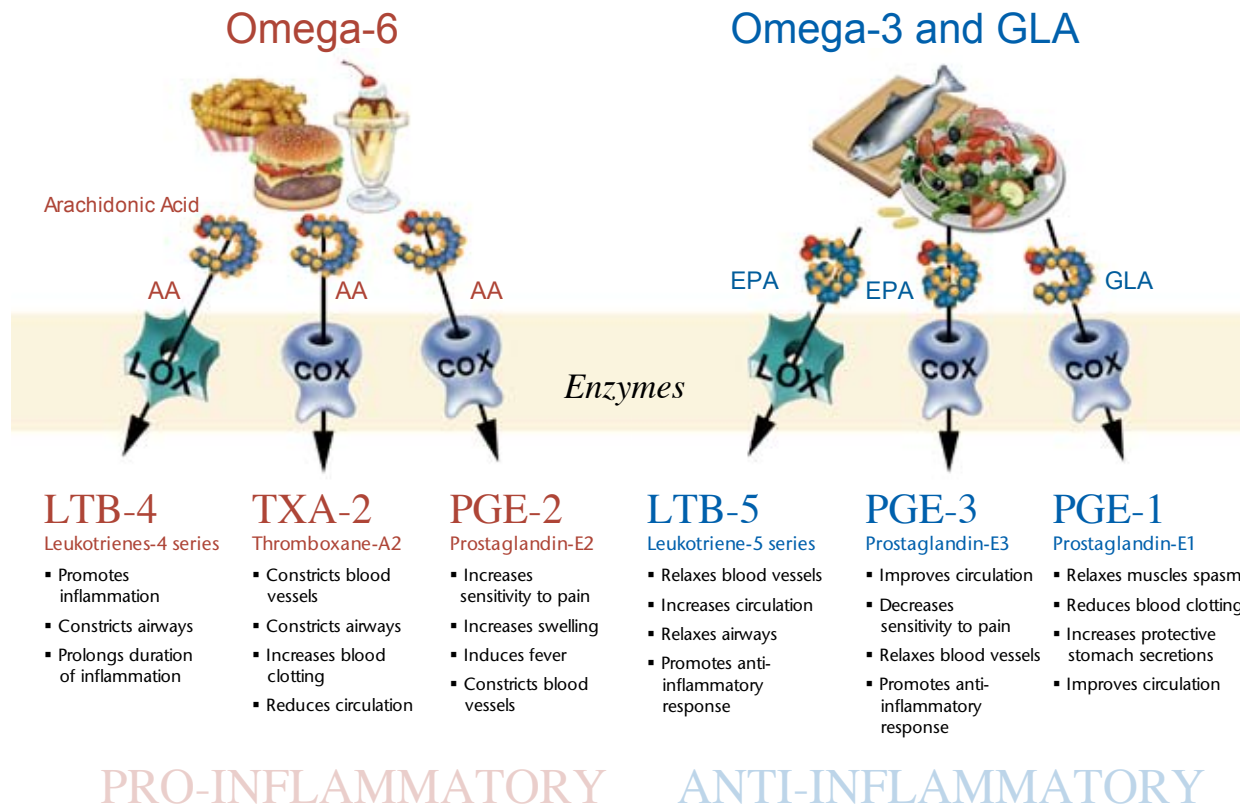 Omega-6
Omega-3 and GLA
Arachidonic Acid
AA
AA
AA
EPA
EPA
GLA
LOX
COX
COX
Enzymes
LOX
COX
COX
LTB-4
Leukotrienes-4 series
▪ Promotes
inflammation
▪ Constricts airways
▪ Prolongs duration
of inflammation
TXA-2
Thromboxane-A2
▪ Constricts blood
vessels
▪ Constricts airways
▪ Increases blood
clotting
▪ Reduces circulation
PGE-2
Prostaglandin-E2
▪ Increases
sensitivity to pain
▪ Increases swelling
▪ Induces fever
▪ Constricts blood
vessels
LTB-5
Leukotriene-5 series
▪ Relaxes blood vessels
▪ Increases circulation
▪ Relaxes airways
▪ Promotes anti-
inflammatory
response
PGE-3
Prostaglandin-E3
▪ Improves circulation
▪ Decreases
sensitivity to pain
▪ Relaxes blood vessels
▪ Promotes anti-
inflammatory
response
PGE-1
Prostaglandin-E1
▪ Relaxes muscles spasm
▪ Reduces blood clotting
▪ Increases protective
stomach secretions
▪ Improves circulation
PRO-INFLAMMATORY
ANTI-INFLAMMATORY